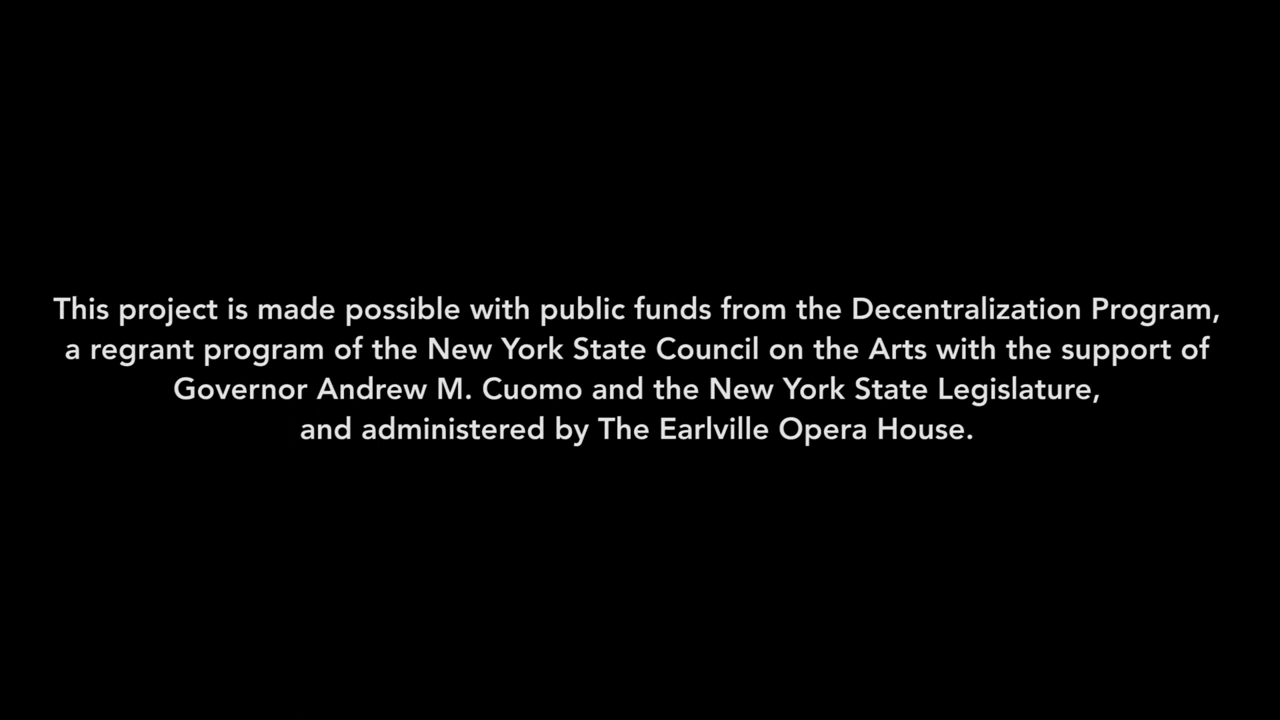 This project is made possible with public funds from the Decentralization Program,
a regrant program of the New York State Council on the Arts with the support of
Governor Andrew M. Cuomo and the New York State Legislature,
and administered by The Earlville Opera House.